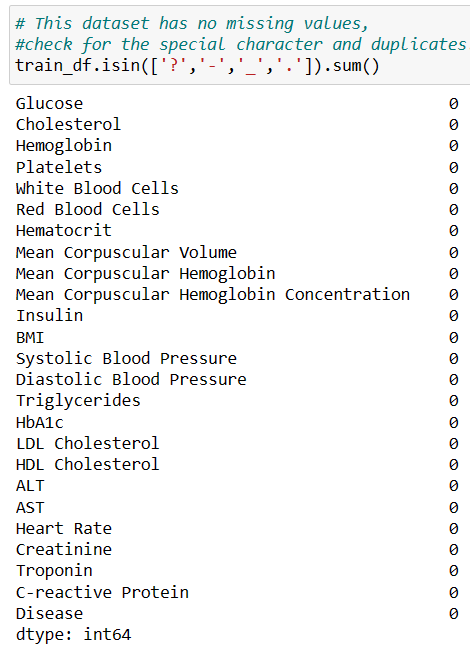 # This dataset has no missing values,
#check for the special character and duplicates
train_df.isin(['?','-','_','.']).sum()
Glucose 0
Cholesterol 0
Hemoglobin 0
Platelets 0
White Blood Cells 0
Red Blood Cells 0
Hematocrit 0
Mean Corpuscular Volume 0
Mean Corpuscular Hemoglobin 0
Mean Corpuscular Hemoglobin Concentration 0
Insulin 0
BMI 0
Systolic Blood Pressure 0
Diastolic Blood Pressure 0
Triglycerides 0
HbA1c 0
LDL Cholesterol 0
HDL Cholesterol 0
ALT 0
AST 0
Heart Rate 0
Creatinine 0
Troponin 0
C-reactive Protein 0
Disease 0
dtype: int64